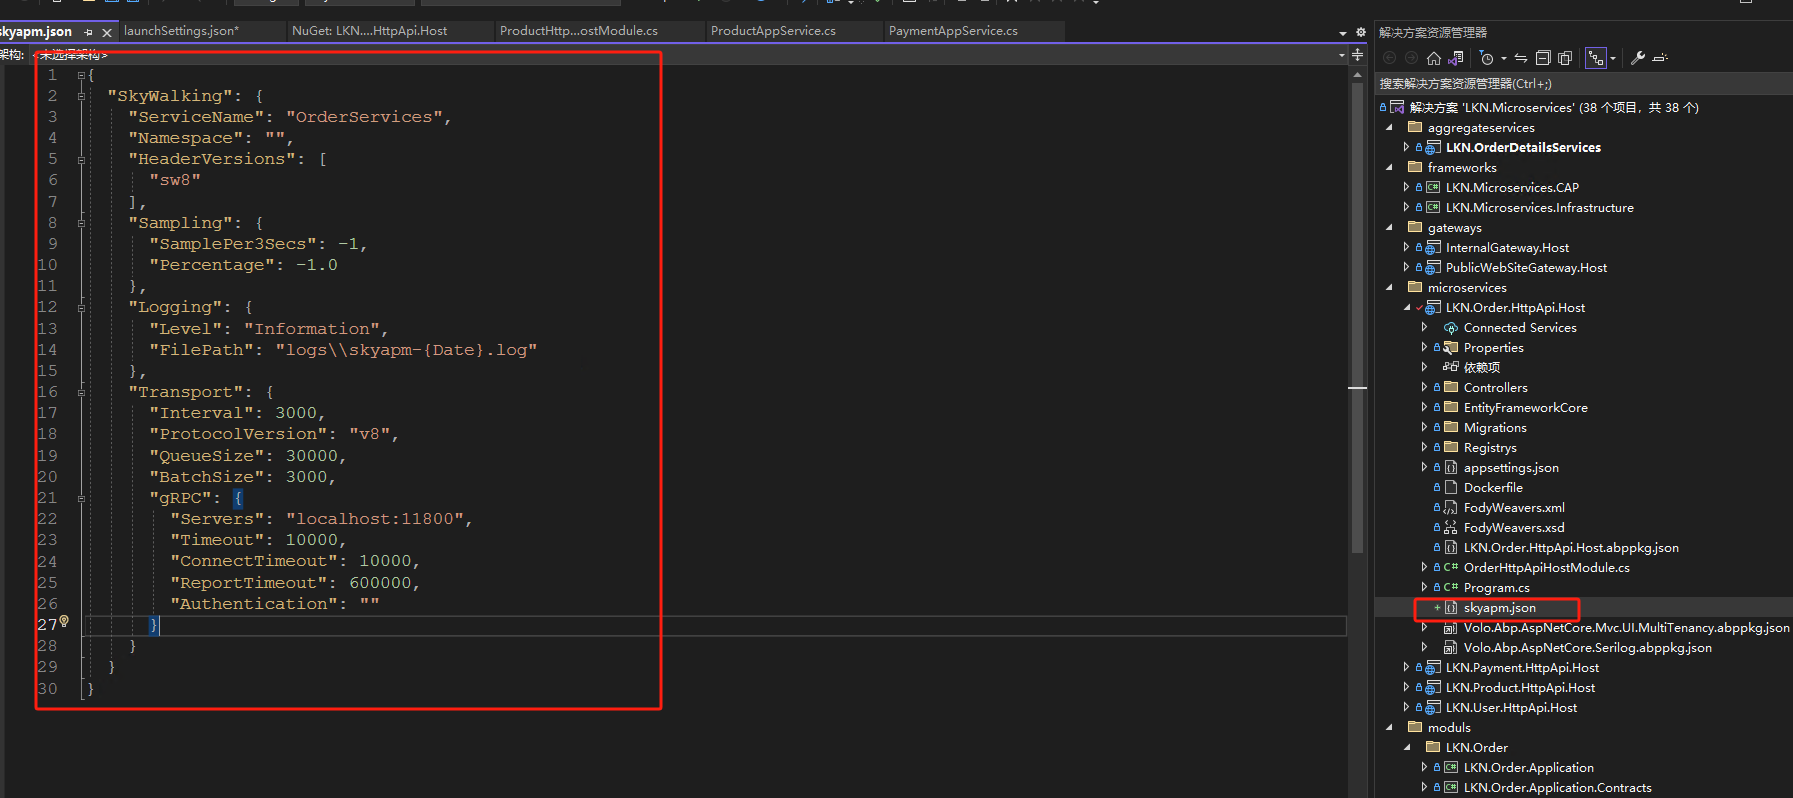 skyapm.json
launchSettings.json*
NuGet: LKN....HttpApi.Host
ProductHttp...ostModule.cs
ProductAppService.cs
PaymentAppService.cs
架构: <未选择架构>
1 {
2 "SkyWalking": {
3 "ServiceName": "OrderServices",
4 "Namespace": "",
5 "HeaderVersions": [
6 "sw8"
7 ],
8 "Sampling": {
9 "SamplePer3Secs": -1,
10 "Percentage": -1.0
11 },
12 "Logging": {
13 "Level": "Information",
14 "FilePath": "logs\\skyapm-{Date}.log"
15 },
16 "Transport": {
17 "Interval": 3000,
18 "ProtocolVersion": "v8",
19 "QueueSize": 30000,
20 "BatchSize": 3000,
21 "gRPC": {
22 "Servers": "localhost:11800",
23 "Timeout": 10000,
24 "ConnectTimeout": 10000,
25 "ReportTimeout": 600000,
26 "Authentication": ""
27 }
28 }
29 }
30 }
解决方案资源管理器
搜索解决方案资源管理器(Ctrl+;)
解决方案 'LKN.Microservices' (38 个项目，共 38 个)
aggregateservices
LKN.OrderDetailsServices
frameworks
LKN.Microservices.CAP
LKN.Microservices.Infrastructure
gateways
InternalGateway.Host
PublicWebSiteGateway.Host
microservices
LKN.Order.HttpApi.Host
Connected Services
Properties
依赖项
Controllers
EntityFrameworkCore
Migrations
Registrys
appsettings.json
Dockerfile
FodyWeavers.xml
FodyWeavers.xsd
LKN.Order.HttpApi.Host.abppkg.json
C# OrderHttpApiHostModule.cs
C# Program.cs
skyapm.json
Volo.Abp.AspNetCore.Mvc.UI.MultiTenancy.abppkg.json
Volo.Abp.AspNetCore.Serilog.abppkg.json
LKN.Payment.HttpApi.Host
LKN.Product.HttpApi.Host
LKN.User.HttpApi.Host
moduls
LKN.Order
LKN.Order.Application
LKN.Order.Application.Contracts